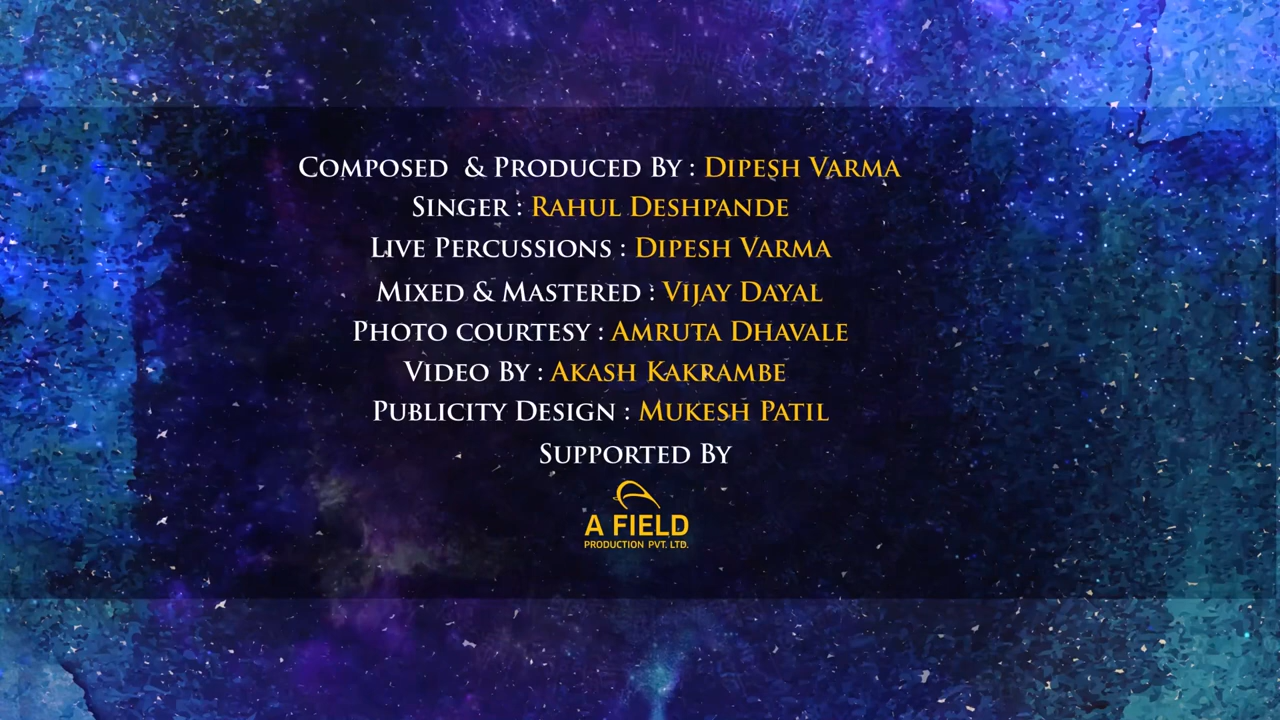 Composed & Produced By : Dipesh Varma
Singer : Rahul Deshpande
Live Percussions : Dipesh Varma
Mixed & Mastered : Vijay Dayal
Photo courtesy : Amruta Dhavale
Video By : Akash Kakrambe
Publicity Design : Mukesh Patil
Supported By
A FIELD
PRODUCTION PVT. LTD.